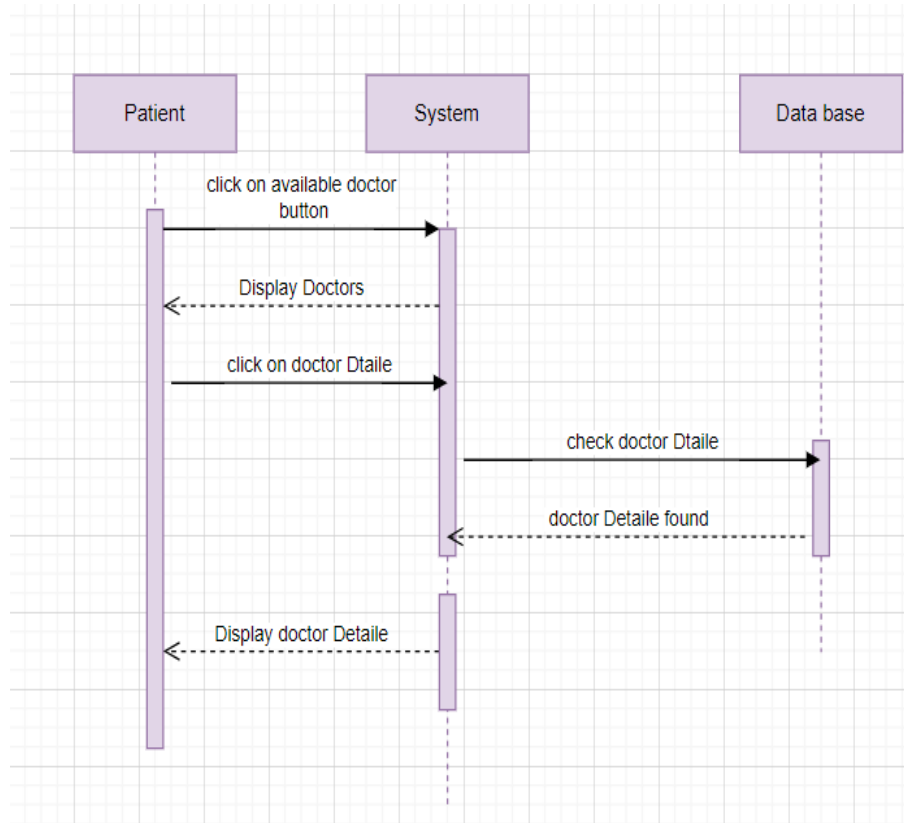 Patient
System
Data base
click on available doctor
button
Display Doctors
click on doctor Dtaile
check doctor Dtaile
doctor Detaile found
Display doctor Detaile